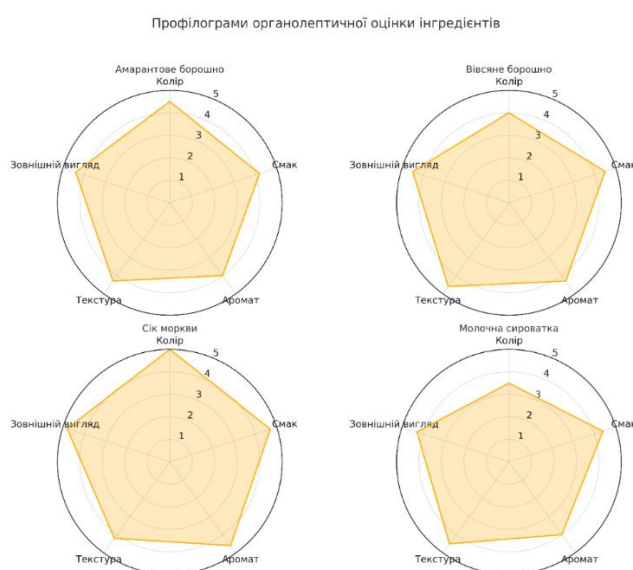 Профілограми органолептичної оцінки інгредієнтів
Амарантове борошно
Колір
5
4
3
2
1
Зовнішній вигляд
Смак
Текстура
Аромат
Вівсяне борошно
Колір
5
4
3
2
1
Зовнішній вигляд
Смак
Текстура
Аромат
Сік моркви
Колір
5
4
3
2
1
Зовнішній вигляд
Смак
Текстура
Аромат
Молочна сироватка
Колір
5
4
3
2
1
Зовнішній вигляд
Смак
Текстура
Аромат